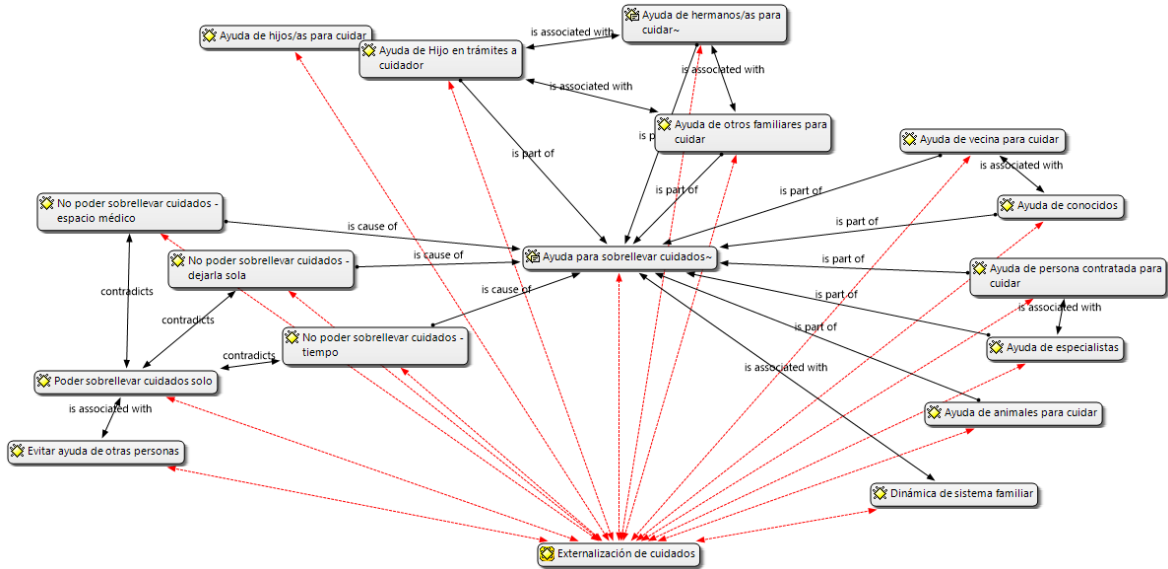 Ayuda de hijos/as para cuidar
Ayuda de Hijo en trámites a
cuidador
is associated with
Ayuda de hermanos/as para
cuidar~
is associated with
is associated with
Ayuda de otros familiares para
cuidar
is part of
is part of
is part of
Ayuda de vecina para cuidar
is associated with
is part of
Ayuda de conocidos
is part of
No poder sobrellevar cuidados -
espacio médico
is cause of
No poder sobrellevar cuidados -
dejarla sola
is cause of
Ayuda para sobrellevar cuidados~
is part of
Ayuda de persona contratada para
cuidar
is associated with
is part of
contradicts
contradicts
is cause of
No poder sobrellevar cuidados -
tiempo
contradicts
is part of
Ayuda de especialistas
Poder sobrellevar cuidados solo
is associated with
is associated with
Ayuda de animales para cuidar
Evitar ayuda de otras personas
Dinámica de sistema familiar
Externalización de cuidados